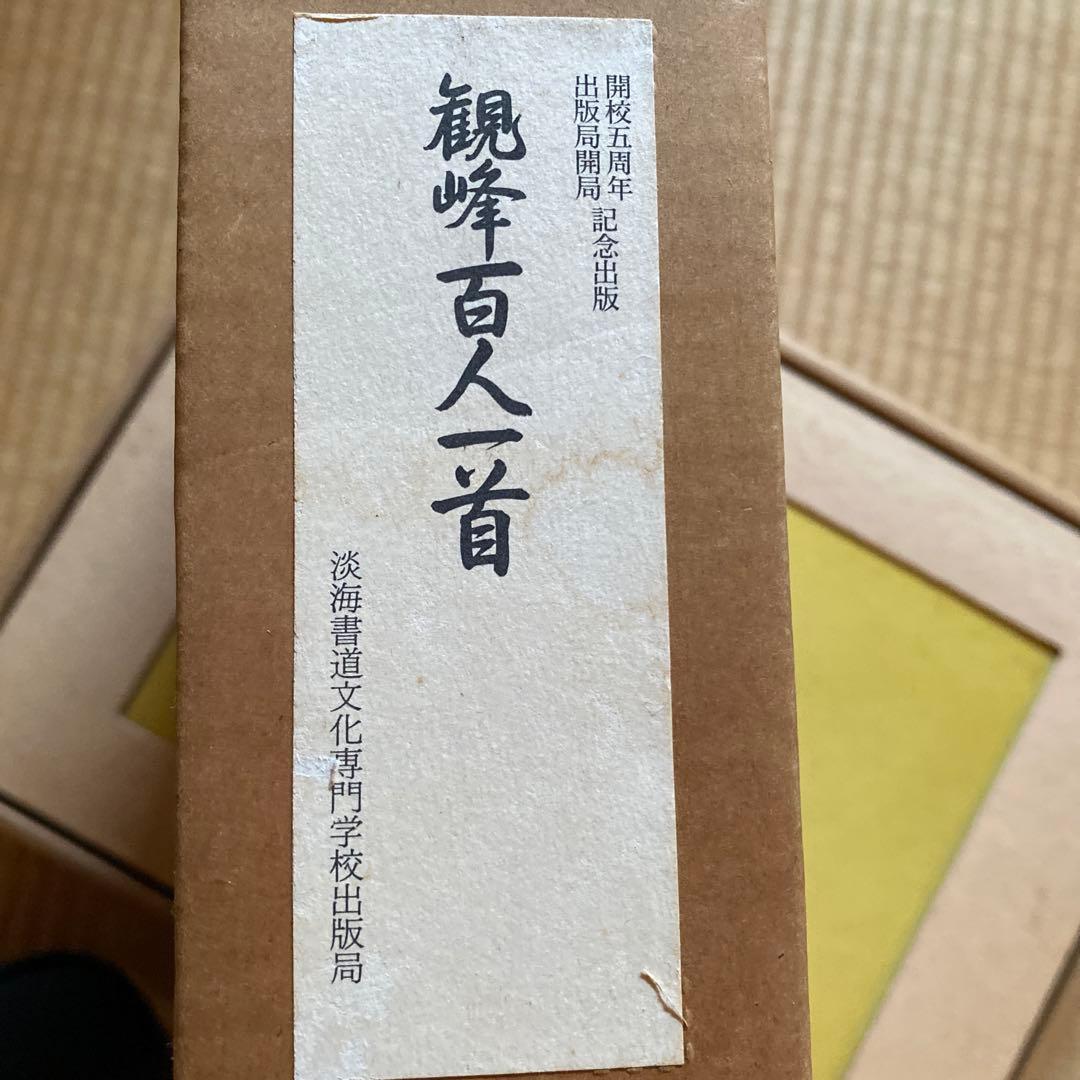 開校五周年
出版局開局
記念出版
観峰百人一首
淡海書道文化専門学校出版局